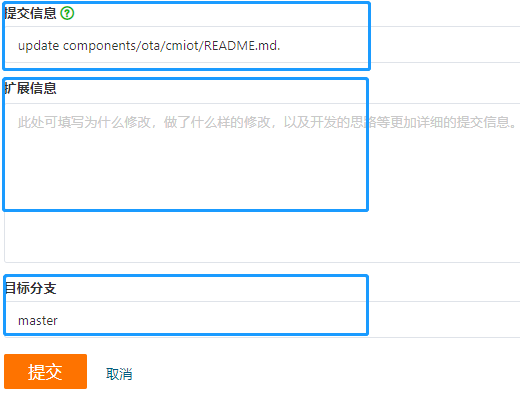 提交信息
update components/ota/cmiot/README.md.
扩展信息
此处可填写为什么修改，做了什么样的修改，以及开发的思路等更加详细的提交信息。
目标分支
master
提交 取消